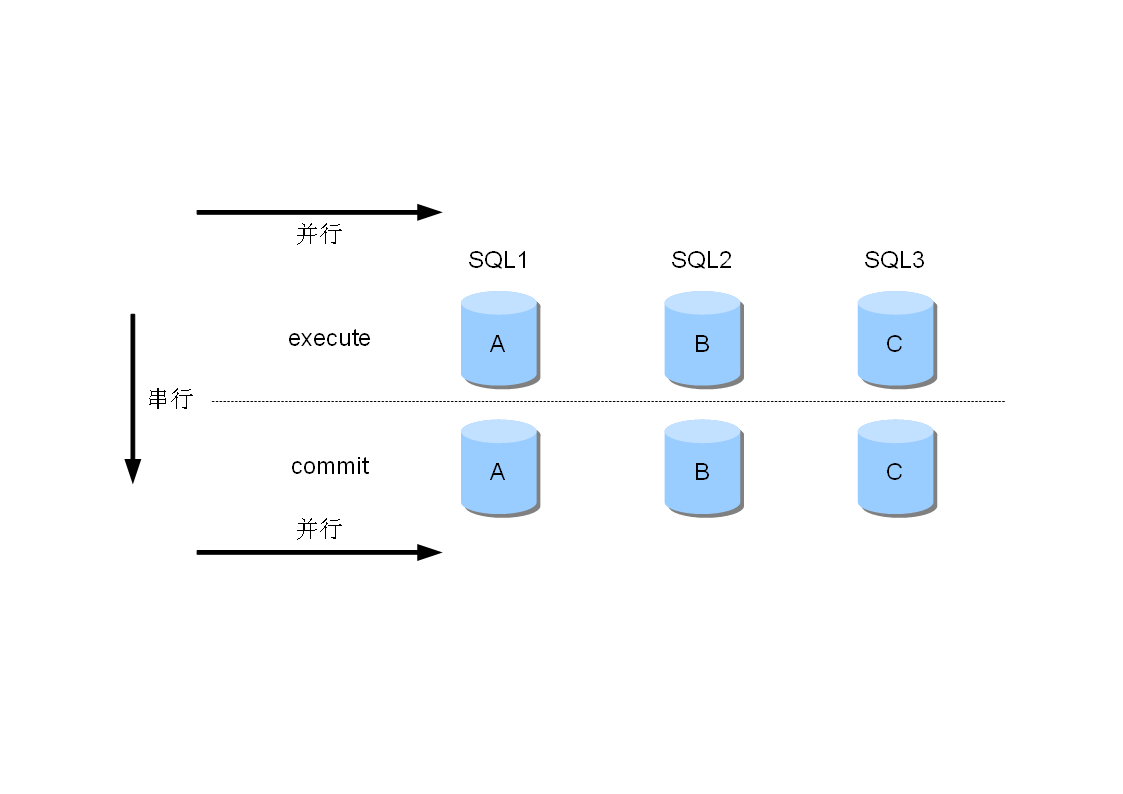 并行
SQL1 SQL2 SQL3
execute A B C
串行
commit A B C
并行